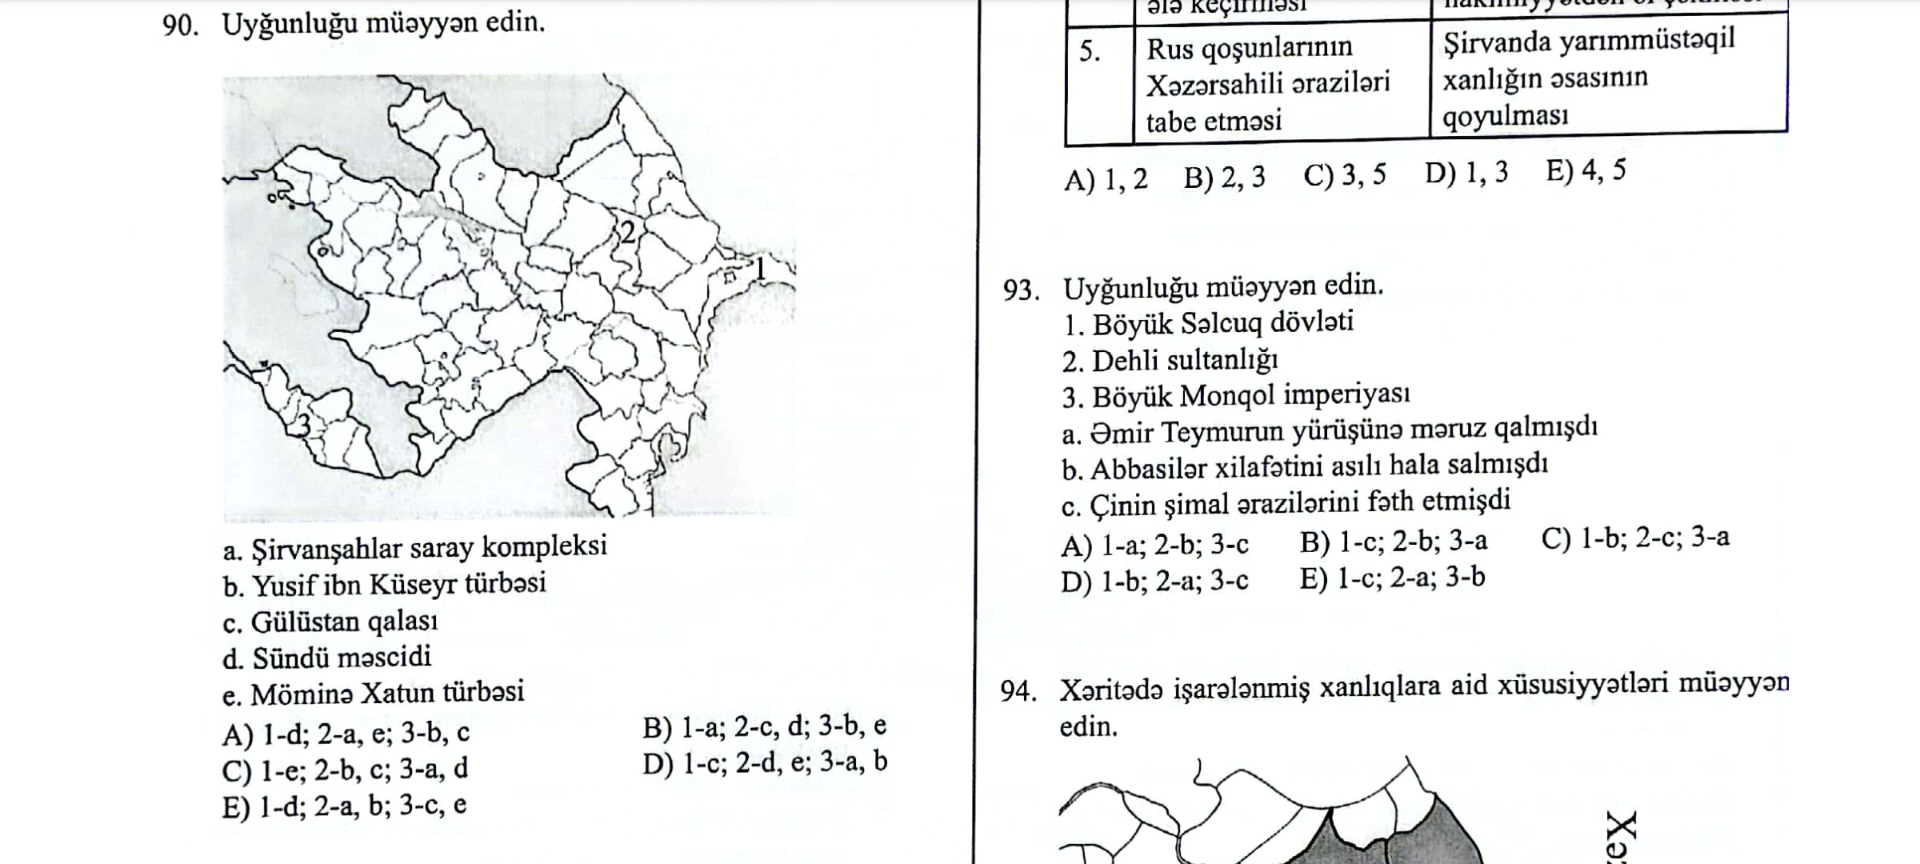 90. Uyğunluğu müəyyən edin.
2
1
3
a. Şirvanşahlar saray kompleksi
b. Yusif ibn Küseyr türbəsi
c. Gülüstan qalası
d. Sündü məscidi
e. Möminə Xatun türbəsi
A) 1-d; 2-a, e; 3-b, c B) 1-a; 2-c, d; 3-b, e
C) 1-e; 2-b, c; 3-a, d D) 1-c; 2-d, e; 3-a, b
E) 1-d; 2-a, b; 3-c, e
ələ keçirməsi
5. Rus qoşunlarının Şirvanda yarımmüstəqil
Xəzərsahili əraziləri xanlığın əsasının
tabe etməsi qoyulması
A) 1, 2 B) 2, 3 C) 3, 5 D) 1, 3 E) 4, 5
93. Uyğunluğu müəyyən edin.
1. Böyük Səlcuq dövləti
2. Dehli sultanlığı
3. Böyük Monqol imperiyası
a. Əmir Teymurun yürüşünə məruz qalmışdı
b. Abbasilər xilafətini asılı hala salmışdı
c. Çinin şimal ərazilərini fəth etmişdi
A) 1-a; 2-b; 3-c B) 1-c; 2-b; 3-a C) 1-b; 2-c; 3-a
D) 1-b; 2-a; 3-c E) 1-c; 2-a; 3-b
94. Xəritədə işarələnmiş xanlıqlara aid xüsusiyyətləri müəyyən
edin.